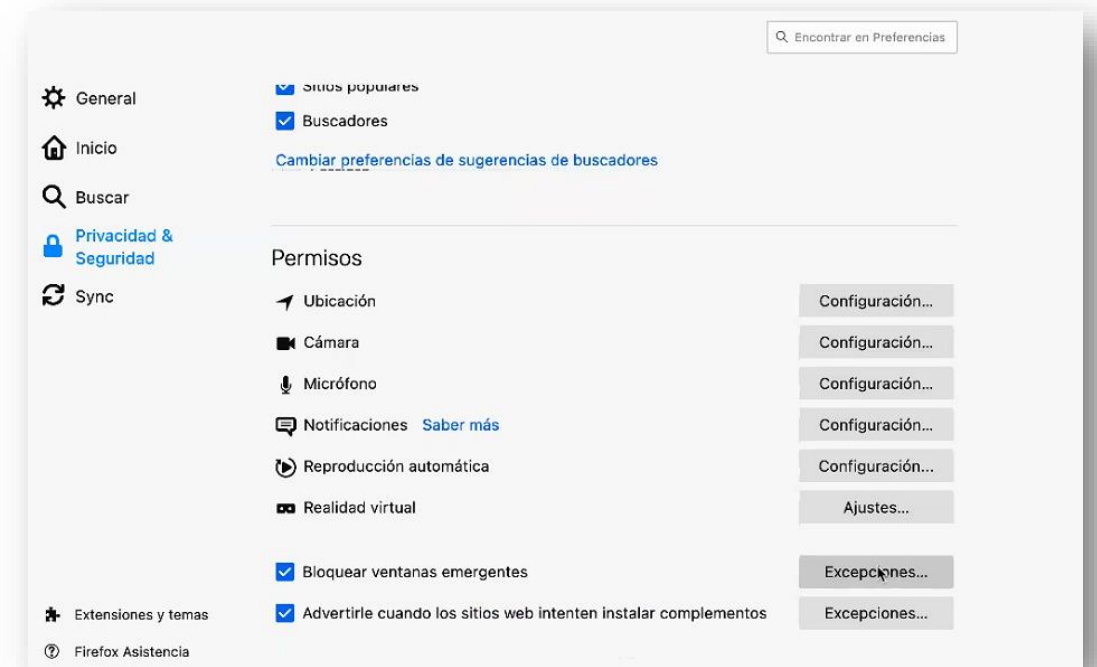 Encontrar en Preferencias
General
Inicio
Buscar
Privacidad &
Seguridad
Sync
Sitios populares
Buscadores
Cambiar preferencias de sugerencias de buscadores
Permisos
Ubicación Configuración...
Cámara Configuración...
Micrófono Configuración...
Notificaciones Saber más Configuración...
Reproducción automática Configuración...
Realidad virtual Ajustes...
Bloquear ventanas emergentes Excepciones...
Advertirle cuando los sitios web intenten instalar complementos Excepciones...
Extensiones y temas
Firefox Asistencia